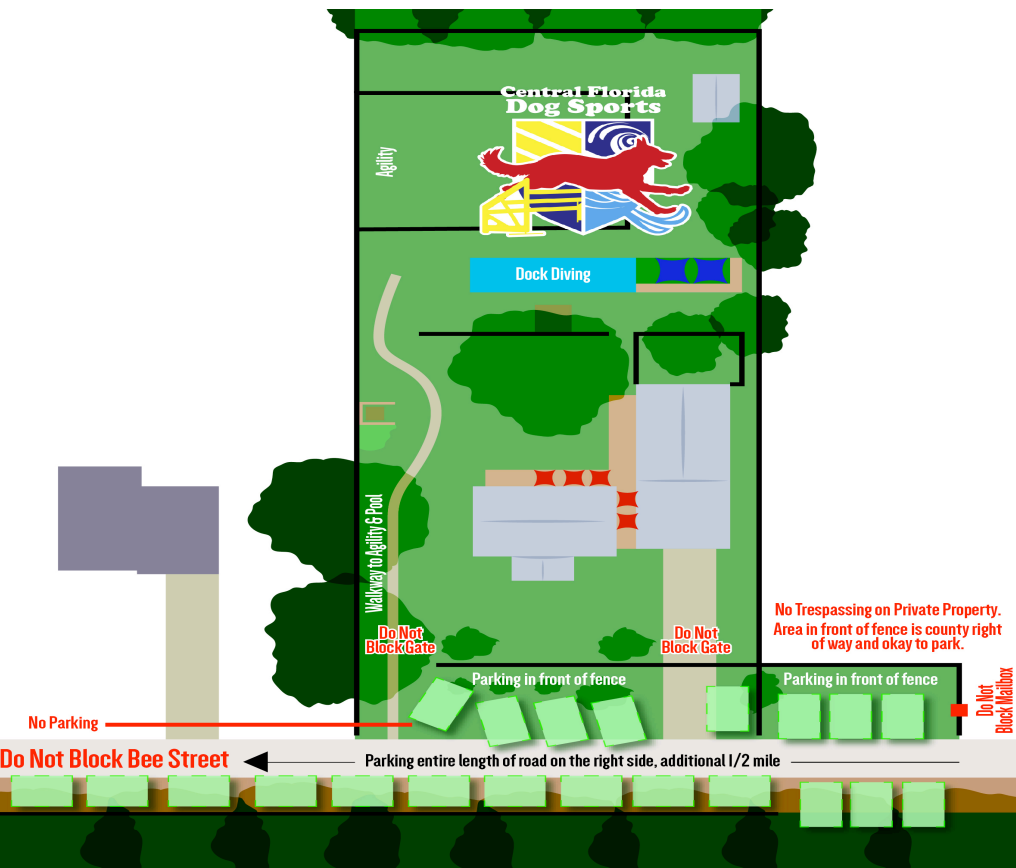 Central Florida
Dog Sports
Agility
Dock Diving
Walkway to Agility & Pool
Do Not
Block Gate
Do Not
Block Gate
No Trespassing on Private Property.
Area in front of fence is county right
of way and okay to park.
Parking in front of fence
Parking in front of fence
Do Not
Block Mailbox
No Parking
Do Not Block Bee Street
Parking entire length of road on the right side, additional 1/2 mile